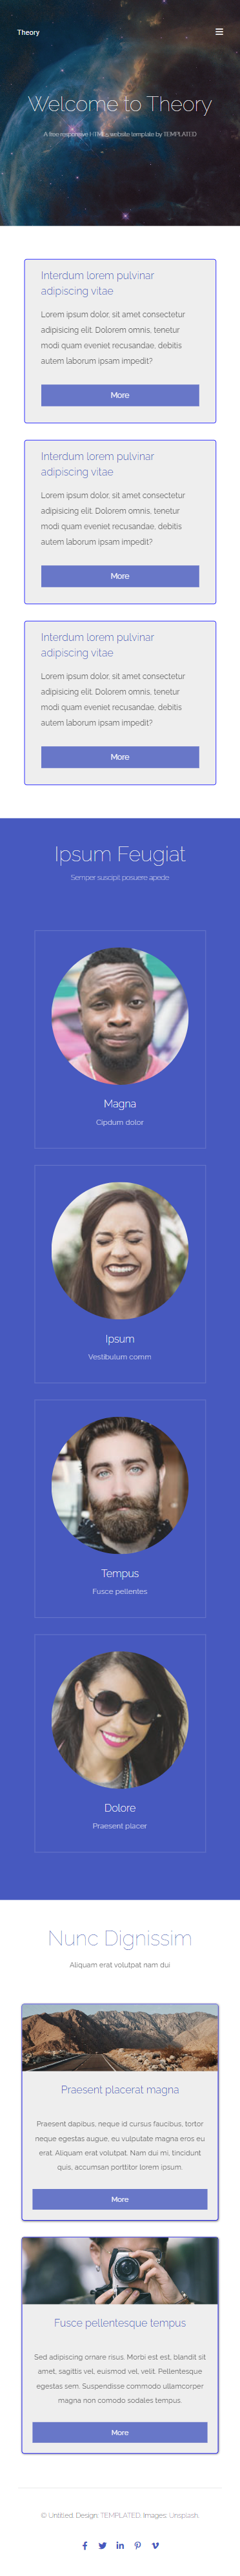 Theory
Welcome to Theory
A free responsive HTML5 website template by TEMPLATED
Interdum lorem pulvinar
adipiscing vitae
Lorem ipsum dolor, sit amet consectetur
adipisicing elit. Dolorem omnis, tenetur
modi quam eveniet recusandae, debitis
autem laborum ipsam impedit?
More
Interdum lorem pulvinar
adipiscing vitae
Lorem ipsum dolor, sit amet consectetur
adipisicing elit. Dolorem omnis, tenetur
modi quam eveniet recusandae, debitis
autem laborum ipsam impedit?
More
Interdum lorem pulvinar
adipiscing vitae
Lorem ipsum dolor, sit amet consectetur
adipisicing elit. Dolorem omnis, tenetur
modi quam eveniet recusandae, debitis
autem laborum ipsam impedit?
More
Ipsum Feugiat
Semper suscipit posuere apede
Magna
Cipdum dolor
Ipsum
Vestibulum comm
Tempus
Fusce pellentes
Dolore
Praesent placer
Nunc Dignissim
Aliquam erat volutpat nam dui
Praesent placerat magna
Praesent dapibus, neque id cursus faucibus, tortor
neque egestas augue, eu vulputate magna eros eu
erat. Aliquam erat volutpat. Nam dui mi, tincidunt
quis, accumsan porttitor lorem ipsum.
More
Fusce pellentesque tempus
Sed adipiscing ornare risus. Morbi est est, blandit sit
amet, sagittis vel, euismod vel, velit. Pellentesque
egestas sem. Suspendisse commodo ullamcorper
magna non comodo sodales tempus.
More
© Untitled. Design: TEMPLATED. Images: Unsplash.